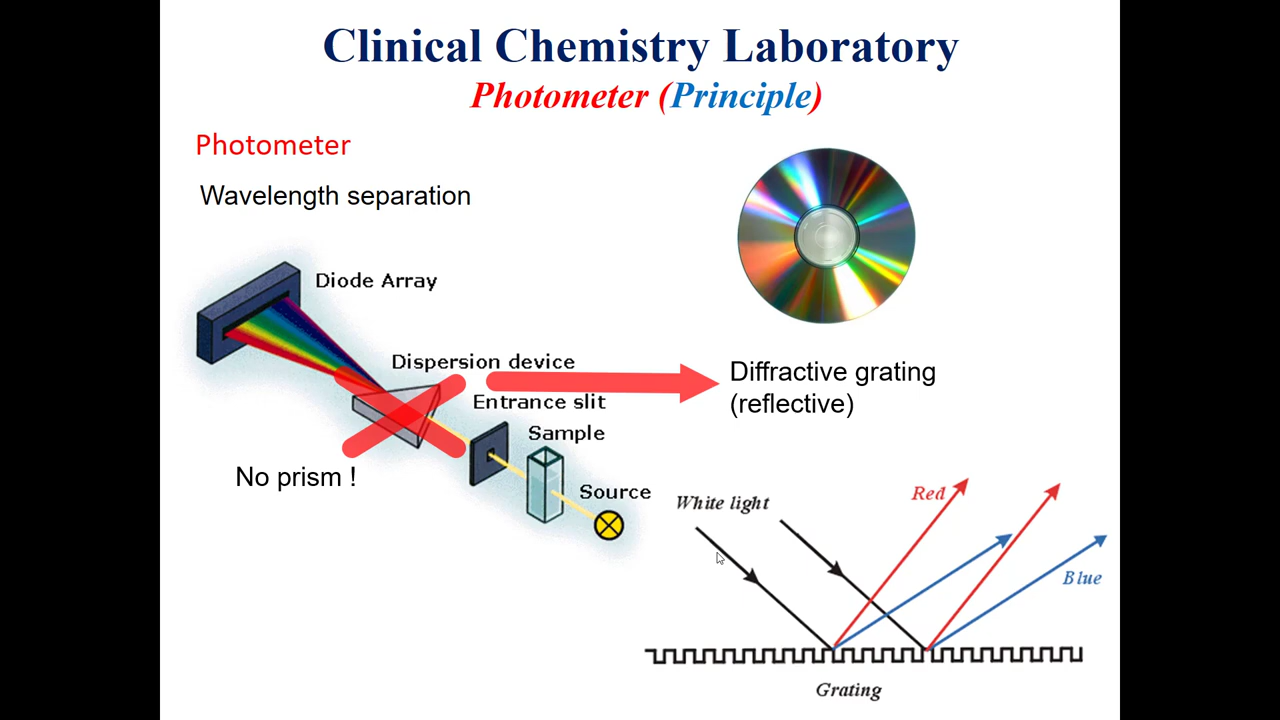 Clinical Chemistry Laboratory
Photometer (Principle)
Photometer
Wavelength separation
Diode Array
Dispersion device
Entrance slit
Sample
Source
No prism !
Diffractive grating
(reflective)
White light
Red
Blue
Grating